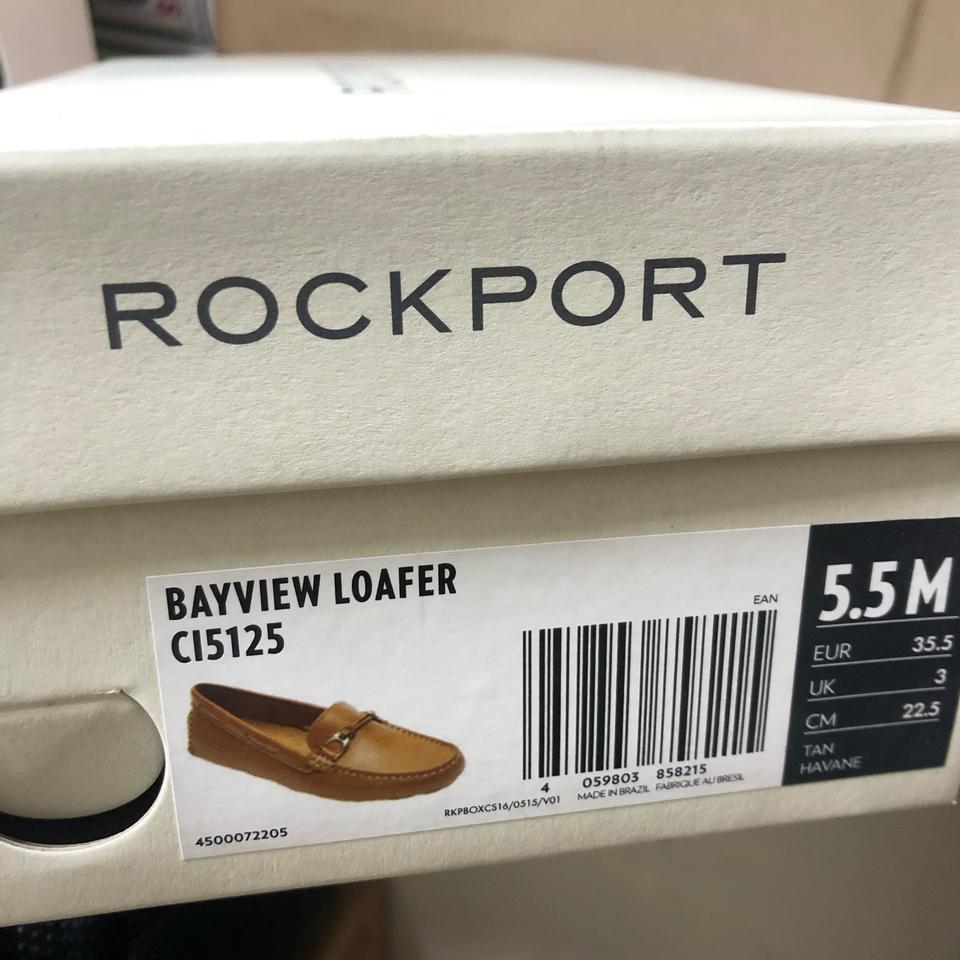 ROCKPORT
BAYVIEW LOAFER
CI5125
EAN
4 059803 858215
RKPBOXCS16/0515/V01 MADE IN BRAZIL FABRIQUE AU BRESIL
4500072205
5.5 M
EUR 35.5
UK 3
CM 22.5
TAN
HAVANE